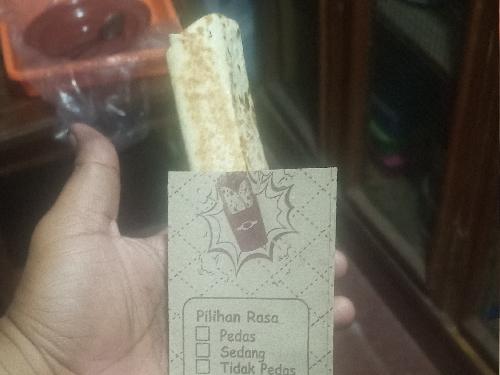 Pilihan Rasa
Pedas
Sedang
Tidak Pedas